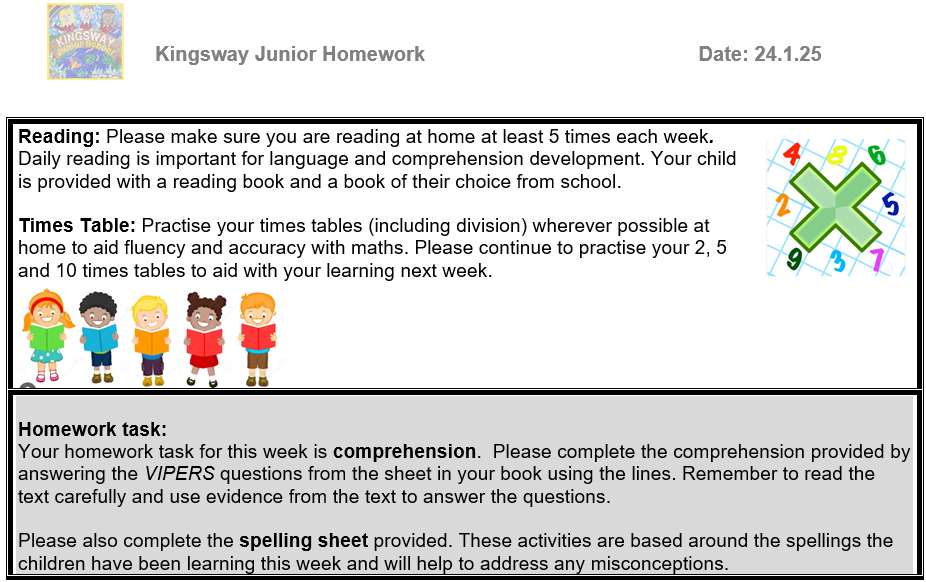 KINGSWAY
Junior School
Kingsway Junior Homework Date: 24.1.25
Reading: Please make sure you are reading at home at least 5 times each week.
Daily reading is important for language and comprehension development. Your child
is provided with a reading book and a book of their choice from school.
4 8 6
2 5
9 3 7
Times Table: Practise your times tables (including division) wherever possible at
home to aid fluency and accuracy with maths. Please continue to practise your 2, 5
and 10 times tables to aid with your learning next week.
Homework task:
Your homework task for this week is comprehension.  Please complete the comprehension provided by
answering the VIPERS questions from the sheet in your book using the lines. Remember to read the
text carefully and use evidence from the text to answer the questions.
Please also complete the spelling sheet provided. These activities are based around the spellings the
children have been learning this week and will help to address any misconceptions.